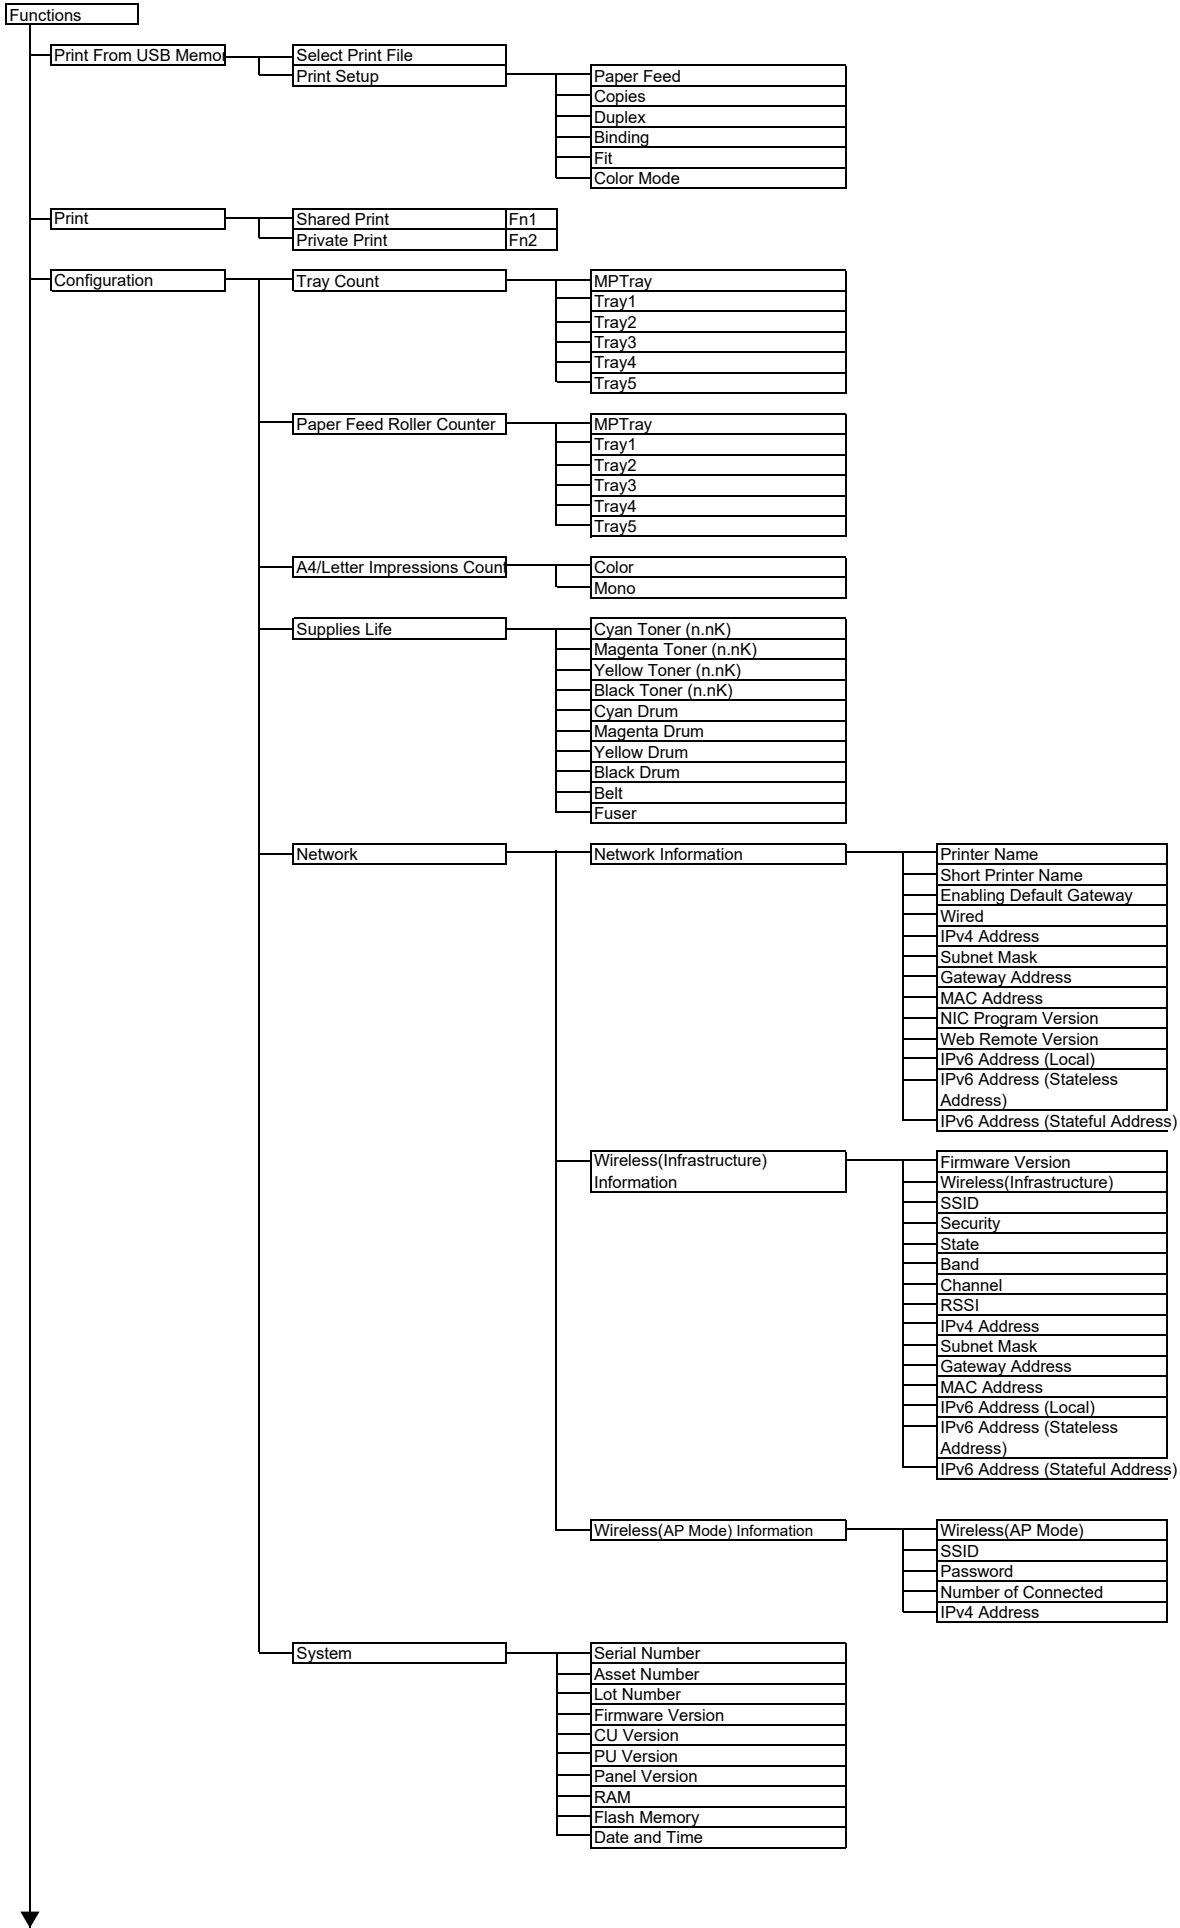 Functions
Print From USB Memor
Select Print File
Print Setup
Paper Feed
Copies
Duplex
Binding
Fit
Color Mode
Print
Shared Print Fn1
Private Print Fn2
Configuration
Tray Count
MPTray
Tray1
Tray2
Tray3
Tray4
Tray5
Paper Feed Roller Counter
MPTray
Tray1
Tray2
Tray3
Tray4
Tray5
A4/Letter Impressions Count
Color
Mono
Supplies Life
Cyan Toner (n.nK)
Magenta Toner (n.nK)
Yellow Toner (n.nK)
Black Toner (n.nK)
Cyan Drum
Magenta Drum
Yellow Drum
Black Drum
Belt
Fuser
Network
Network Information
Printer Name
Short Printer Name
Enabling Default Gateway
Wired
IPv4 Address
Subnet Mask
Gateway Address
MAC Address
NIC Program Version
Web Remote Version
IPv6 Address (Local)
IPv6 Address (Stateless
Address)
IPv6 Address (Stateful Address)
Wireless(Infrastructure)
Information
Firmware Version
Wireless(Infrastructure)
SSID
Security
State
Band
Channel
RSSI
IPv4 Address
Subnet Mask
Gateway Address
MAC Address
IPv6 Address (Local)
IPv6 Address (Stateless
Address)
IPv6 Address (Stateful Address)
Wireless(AP Mode) Information
Wireless(AP Mode)
SSID
Password
Number of Connected
IPv4 Address
System
Serial Number
Asset Number
Lot Number
Firmware Version
CU Version
PU Version
Panel Version
RAM
Flash Memory
Date and Time